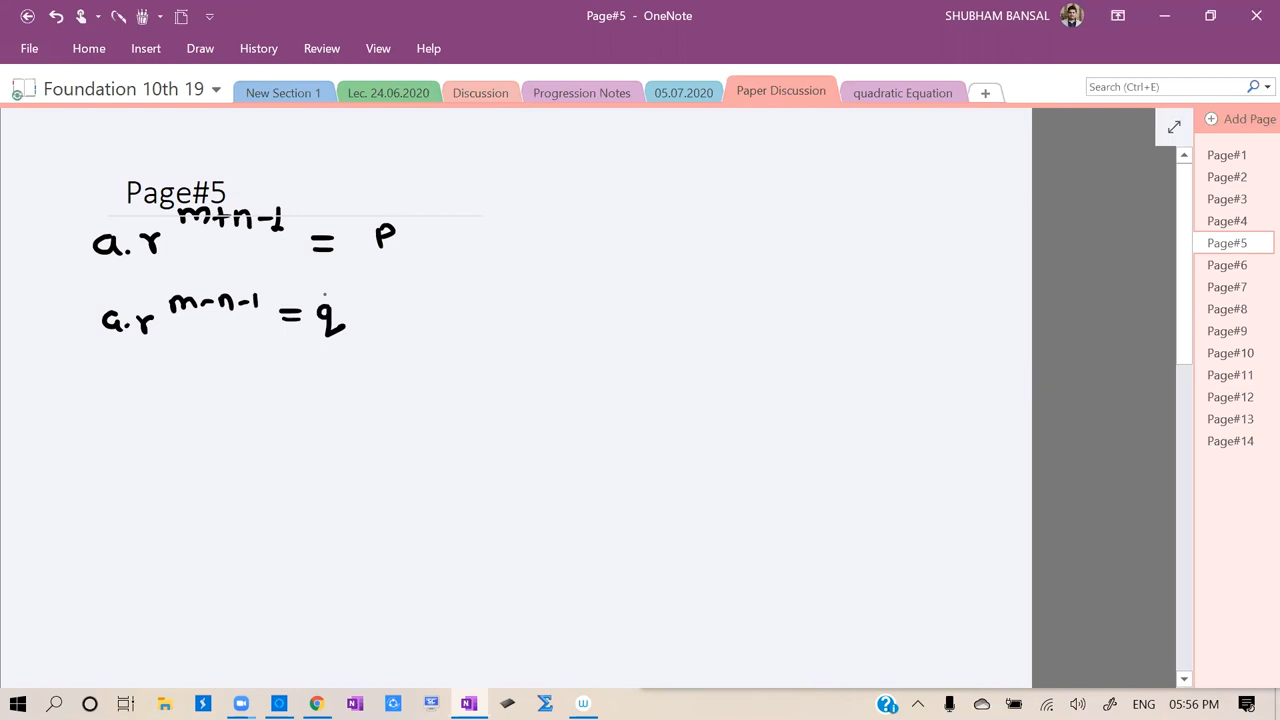 Page#5 - OneNote
SHUBHAM BANSAL
File Home Insert Draw History Review View Help
Foundation 10th 19
New Section 1 Lec. 24.06.2020 Discussion Progression Notes 05.07.2020 Paper Discussion quadratic Equation
Search (Ctrl+E)
Add Page
Page#1
Page#2
Page#3
Page#4
Page#5
Page#6
Page#7
Page#8
Page#9
Page#10
Page#11
Page#12
Page#13
Page#14
Page#5
a.r^{m+n-1} = P
a.r^{m-n-1} = q
ENG 05:56 PM